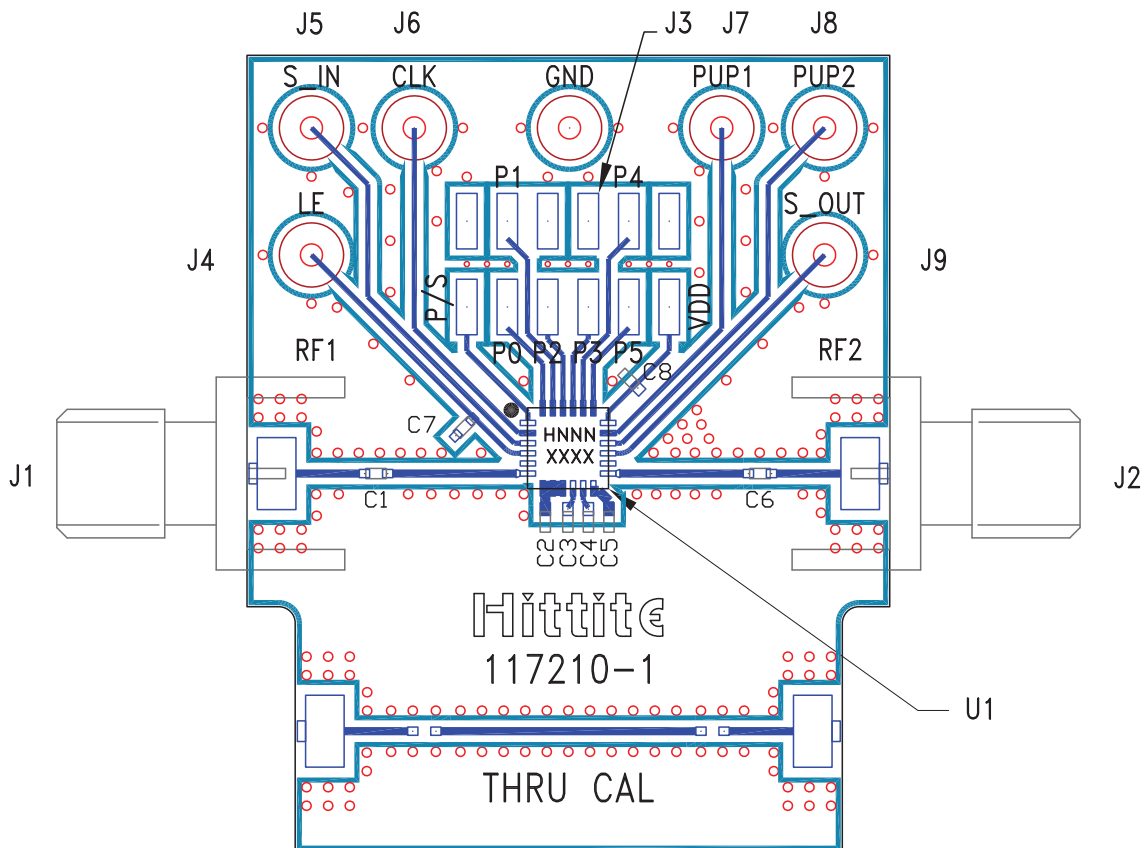 J5 J6 J3 J7 J8
S_IN CLK GND PUP1 PUP2
P1 P4
LE S_OUT
J4 J9
P/S VDD
RF1 P0 P2 P3 P5 RF2
C8
C7
HNNN
XXXX
J1 J2
C1 C6
C2 C3 C4 C5
Hittite
117210-1
U1
THRU CAL